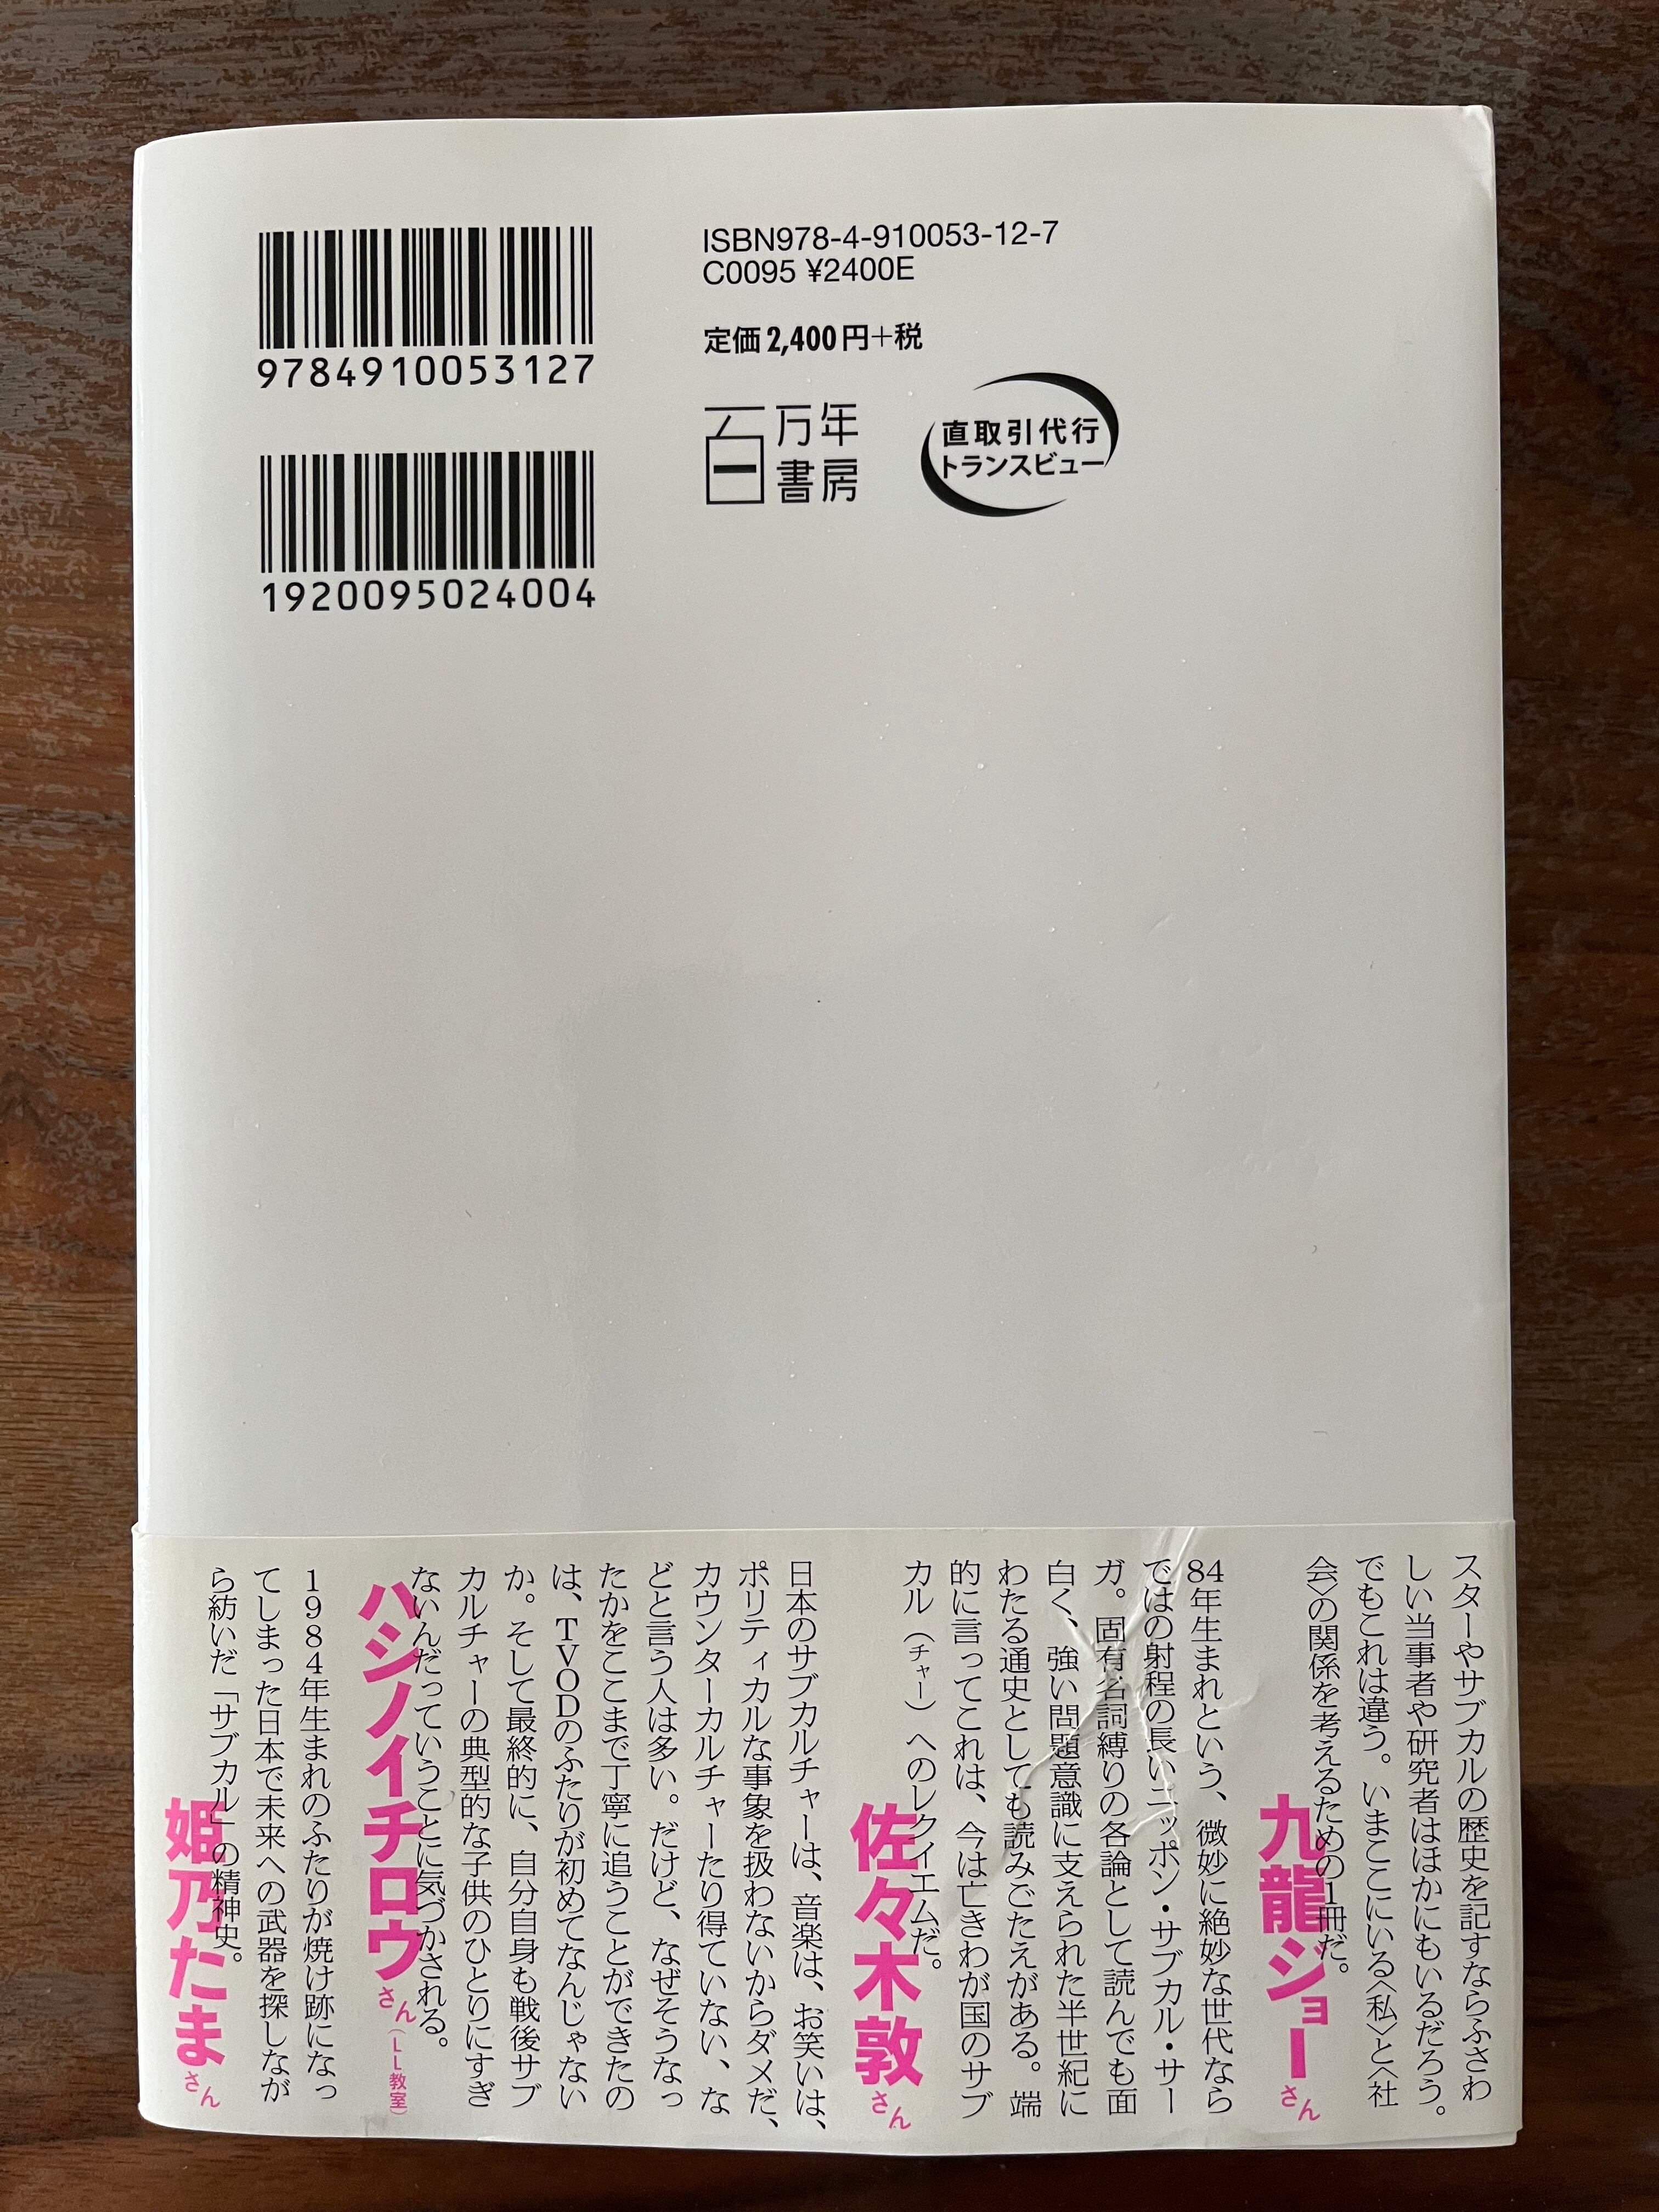 9784910053127
1920095024004
ISBN978-4-910053-12-7
C0095 ¥2400E
定価2,400円+税
百万年
書房
直取引代行
トランスビュー
スターやサブカルの歴史を記すならふさわ
しい当事者や研究者はほかにもいるだろう。
でもこれは違う。いまここにいる〈私〉と〈社
会〉の関係を考えるための1冊だ。
九龍ジョーさん
84年生まれという、微妙に絶妙な世代なら
ではの射程の長いニッポン・サブカル・サー
ガ。固有名詞縛りの各論として読んでも面
白く、強い問題意識に支えられた半世紀に
わたる通史としても読みごたえがある。端
的に言ってこれは、今は亡きわが国のサブ
カル（チャー）へのレクイエムだ。
佐々木敦さん
日本のサブカルチャーは、音楽は、お笑いは、
ポリティカルな事象を扱わないからダメだ、
カウンターカルチャーたり得ていない、な
どと言う人は多い。だけど、なぜそうなっ
たかをここまで丁寧に追うことができたの
は、TVODのふたりが初めてなんじゃない
か。そして最終的に、自分自身も戦後サブ
カルチャーの典型的な子供のひとりにすぎ
ないんだっていうことに気づかされる。
ハシノイチロウさん（LL教室）
1984年生まれのふたりが焼け跡になっ
てしまった日本で未来への武器を探しなが
ら紡いだ「サブカル」の精神史。
姫乃たまさん